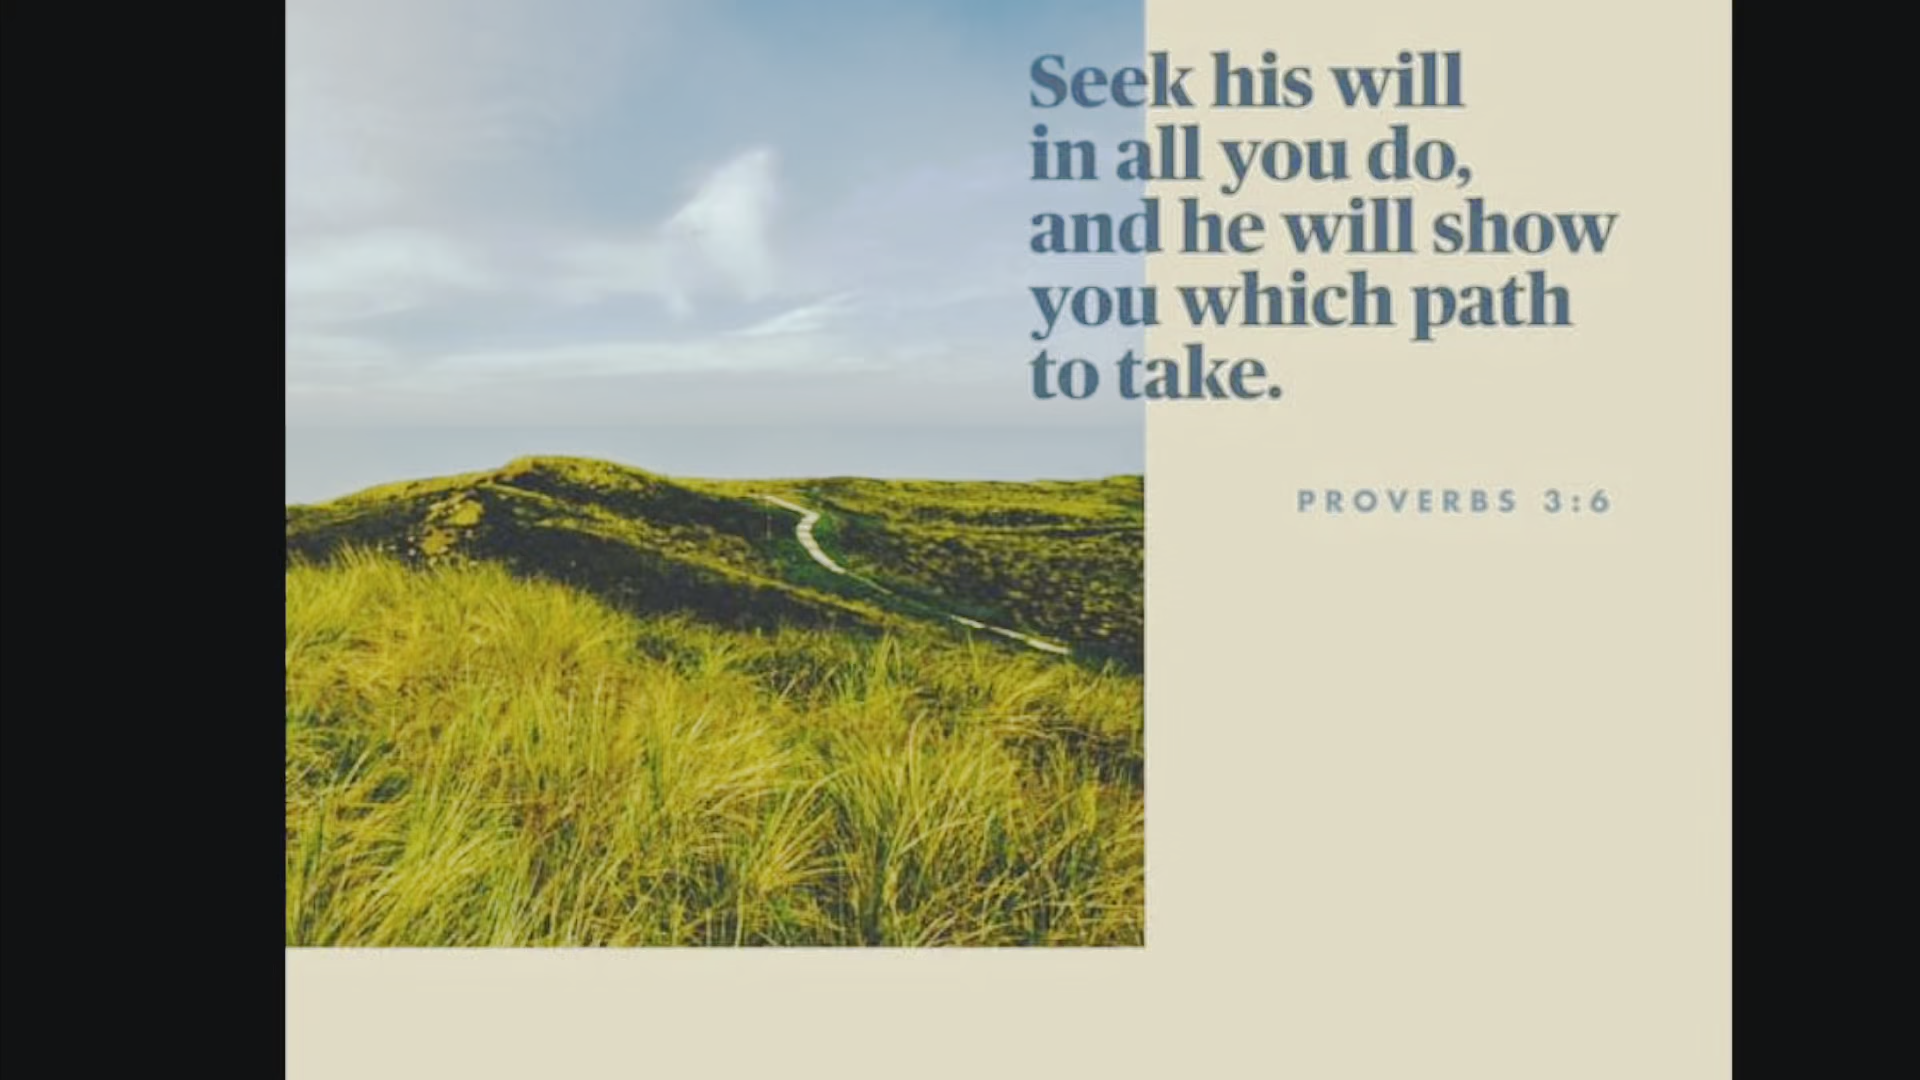 Seek his will
in all you do,
and he will show
you which path
to take.
PROVERBS 3:6